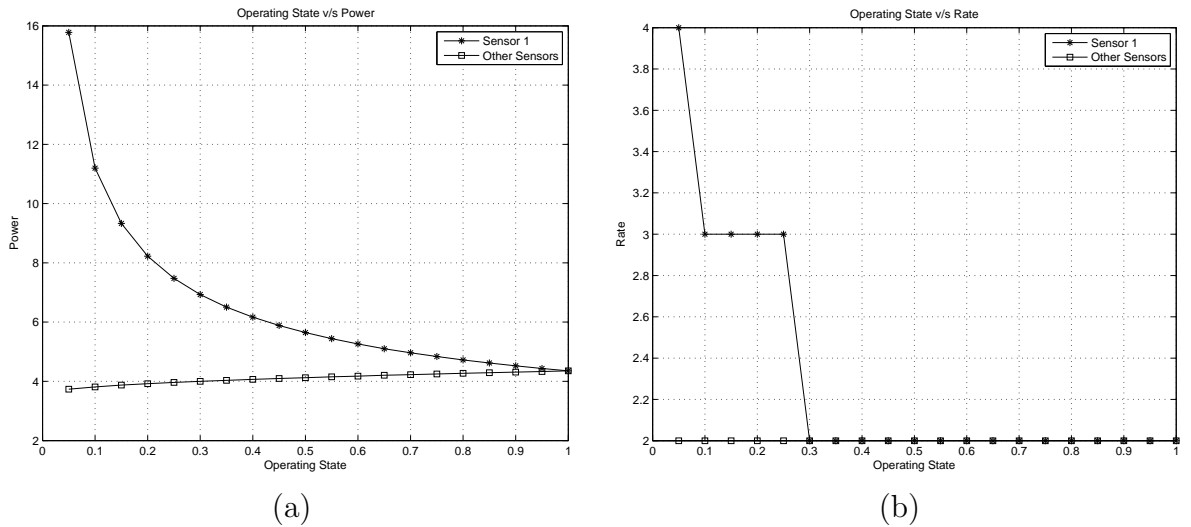 Operating State v/s Power
16
14
12
10
8
6
4
2
Power
0 0.1 0.2 0.3 0.4 0.5 0.6 0.7 0.8 0.9 1
Operating State
Sensor 1
Other Sensors
(a)
Operating State v/s Rate
4
3.8
3.6
3.4
3.2
3
2.8
2.6
2.4
2.2
2
Rate
0 0.1 0.2 0.3 0.4 0.5 0.6 0.7 0.8 0.9 1
Operating State
Sensor 1
Other Sensors
(b)